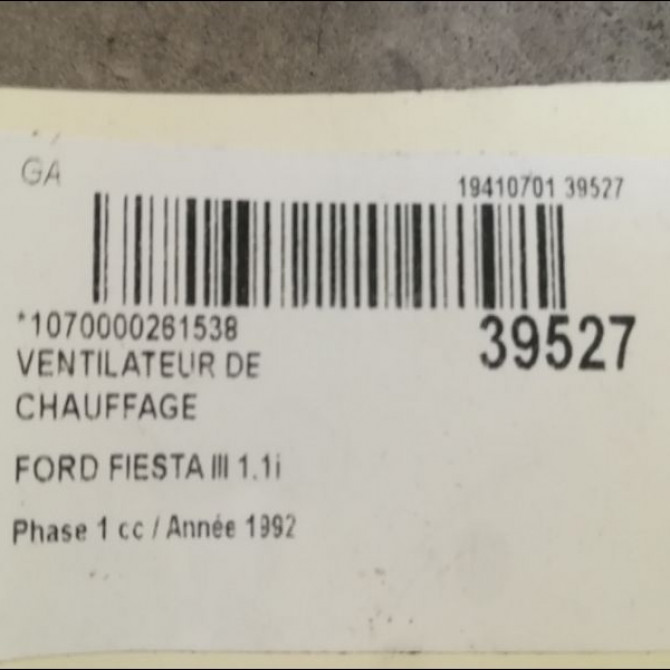 GA
19410701 39527
*1070000261538
39527
VENTILATEUR DE
CHAUFFAGE
FORD FIESTA III 1.1i
Phase 1 cc / Année 1992